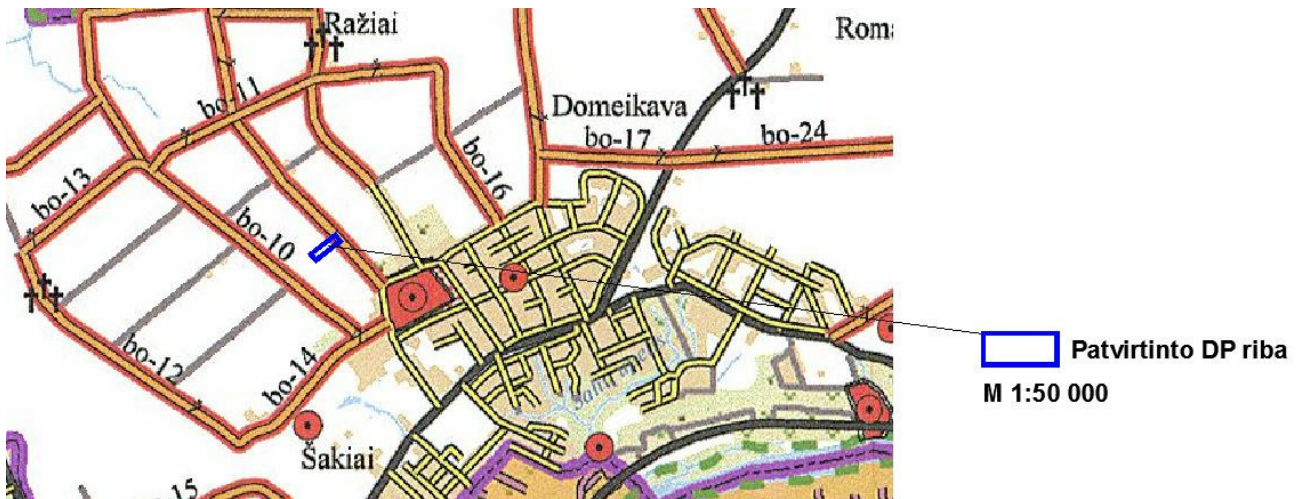 Ražiai
Roma
Domeikava
bo-11
bo-17
bo-24
bo-13
bo-16
bo-10
bo-12
bo-14
Šakiai
bo-15
Patvirtinto DP riba
M 1:50 000